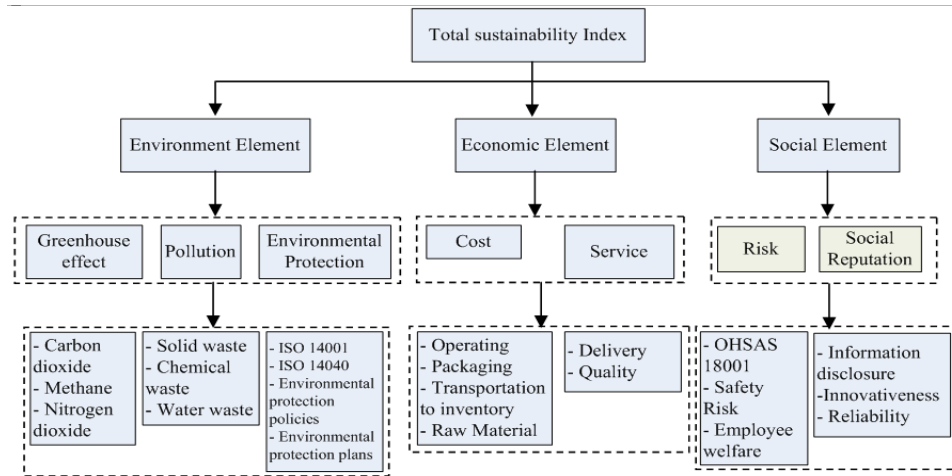 Total sustainability Index
Environment Element
Economic Element
Social Element
Greenhouse
effect
Pollution
Environmental
Protection
Cost
Service
Risk
Social
Reputation
- Carbon
dioxide
- Methane
- Nitrogen
dioxide
- Solid waste
- Chemical
waste
- Water waste
- ISO 14001
- ISO 14040
- Environmental
protection
policies
- Environmental
protection plans
- Operating
- Packaging
- Transportation
to inventory
- Raw Material
- Delivery
- Quality
- OHSAS
18001
- Safety
Risk
- Employee
welfare
- Information
disclosure
-Innovativeness
- Reliability